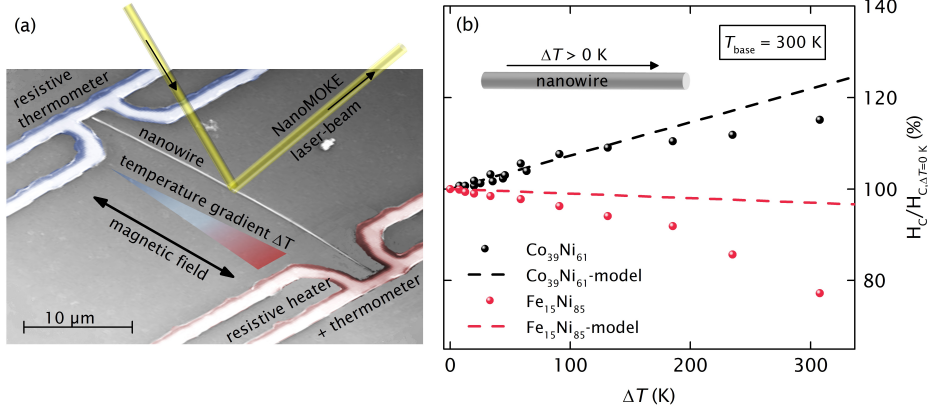 (a)
resistive
thermometer
NanoMOKE
laser-beam
nanowire
temperature gradient ΔT
magnetic field
resistive heater
+ thermometer
10 µm
(b)
T_base = 300 K
ΔT > 0 K
nanowire
Co₃₉Ni₆₁
Co₃₉Ni₆₁-model
Fe₁₅Ni₈₅
Fe₁₅Ni₈₅-model
140
120
100
80
H_C/H_C,ΔT=0 K (%)
0
100
200
300
ΔT (K)